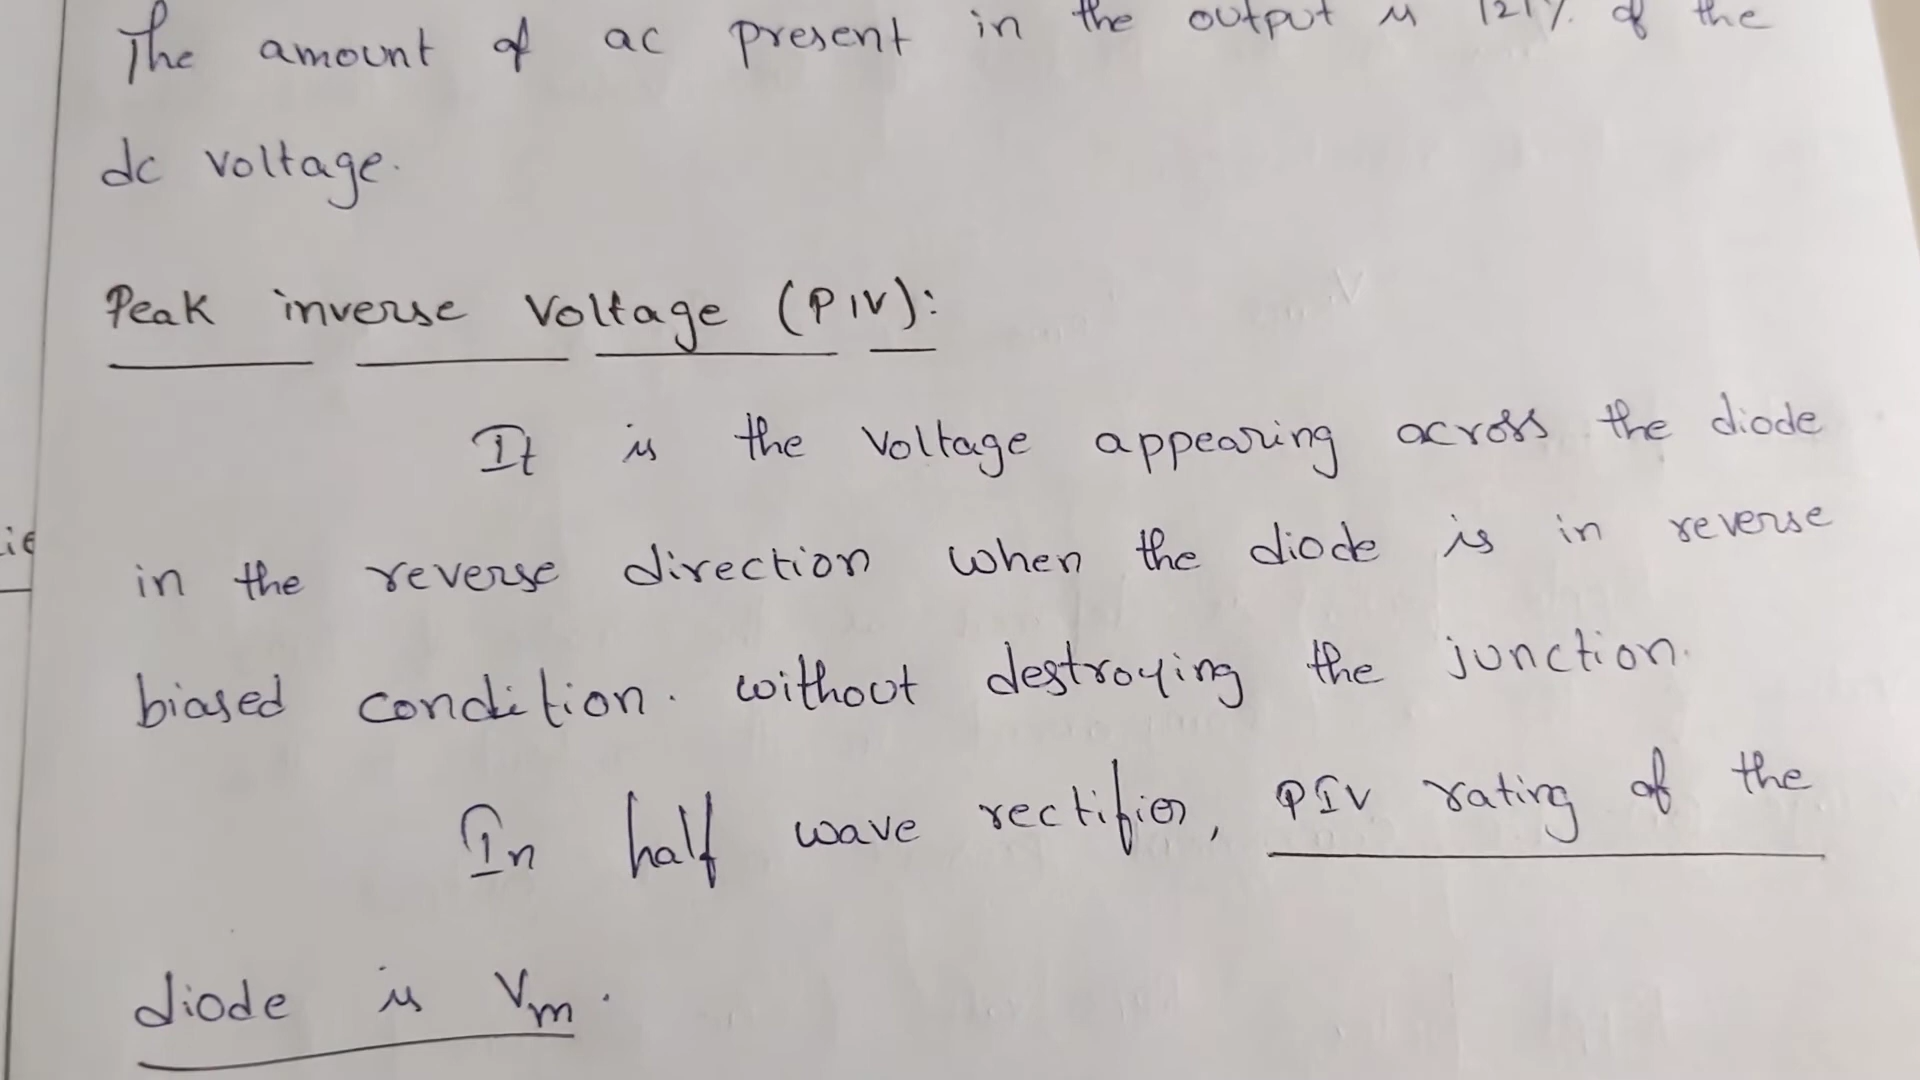 The amount of ac present in the output is 121% of the
dc voltage.
Peak inverse Voltage (PIV):
It is the voltage appearing across the diode
in the reverse direction when the diode is in reverse
biased condition. without destroying the junction.
In half wave rectifier, PIV rating of the
diode is Vm.